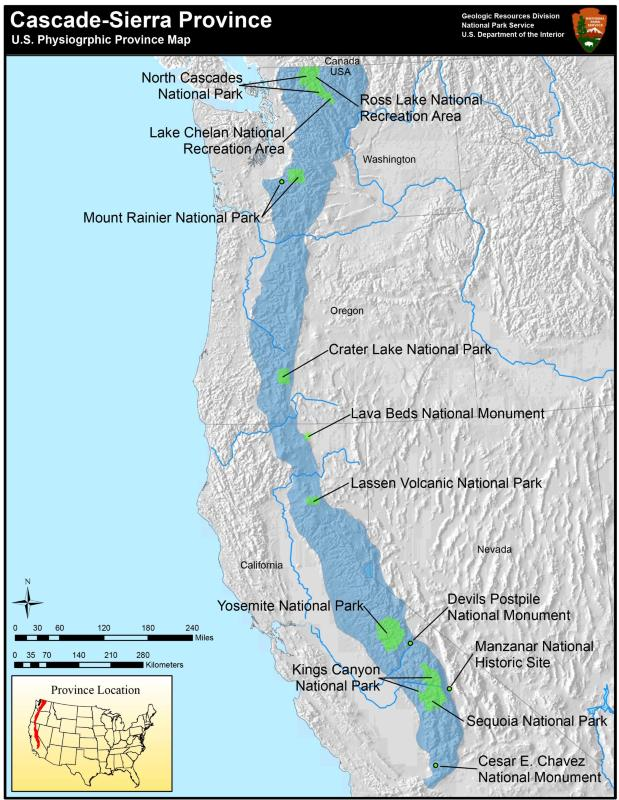 Cascade-Sierra Province
U.S. Physiogrphic Province Map
Geologic Resources Division
National Park Service
U.S. Department of the Interior
NATIONAL
PARK
SERVICE
Canada
USA
North Cascades
National Park
Ross Lake National
Recreation Area
Lake Chelan National
Recreation Area
Washington
Mount Rainier National Park
Oregon
Crater Lake National Park
Lava Beds National Monument
Lassen Volcanic National Park
Nevada
California
Yosemite National Park
Devils Postpile
National Monument
Manzanar National
Historic Site
Kings Canyon
National Park
Sequoia National Park
Cesar E. Chavez
National Monument
N
0 30 60 120 180 240
Miles
0 35 70 140 210 280
Kilometers
Province Location